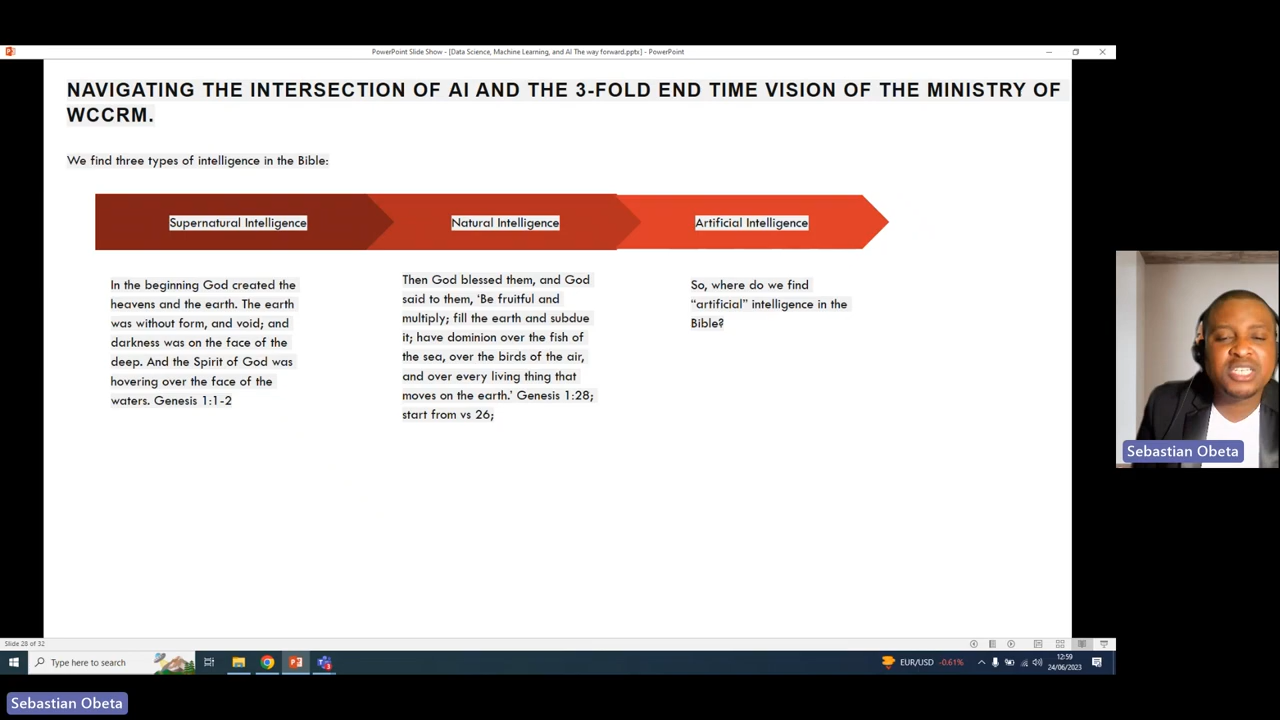 PowerPoint Slide Show - [Data Science, Machine Learning, and AI The way forward.pptx] - PowerPoint
NAVIGATING THE INTERSECTION OF AI AND THE 3-FOLD END TIME VISION OF THE MINISTRY OF
WCCRM.
We find three types of intelligence in the Bible:
Supernatural Intelligence
Natural Intelligence
Artificial Intelligence
In the beginning God created the
heavens and the earth. The earth
was without form, and void; and
darkness was on the face of the
deep. And the Spirit of God was
hovering over the face of the
waters. Genesis 1:1-2
Then God blessed them, and God
said to them, ‘Be fruitful and
multiply; fill the earth and subdue
it; have dominion over the fish of
the sea, over the birds of the air,
and over every living thing that
moves on the earth.’ Genesis 1:28;
start from vs 26;
So, where do we find
“artificial” intelligence in the
Bible?
Sebastian Obeta
Slide 28 of 32
Type here to search
EUR/USD -0.61%
12:59
24/06/2023
Sebastian Obeta